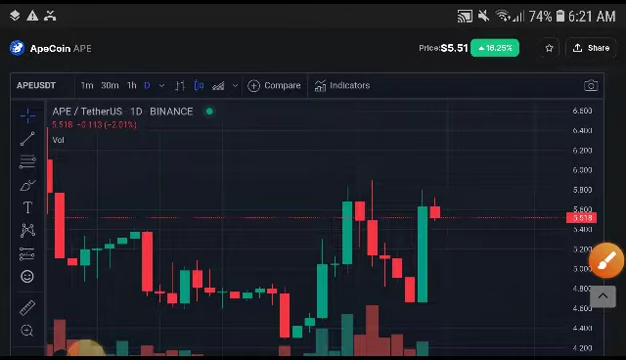 74% 6:21 AM
ApeCoin APE
Price: $5.51 ▲ 16.25%
Share
APEUSDT 1m 30m 1h D Compare Indicators
APE / TetherUS 1D BINANCE
5.518 −0.113 (−2.01%)
Vol
6.600
6.400
6.200
6.000
5.800
5.600
5.518
5.400
5.200
5.000
4.800
4.600
4.400
4.200